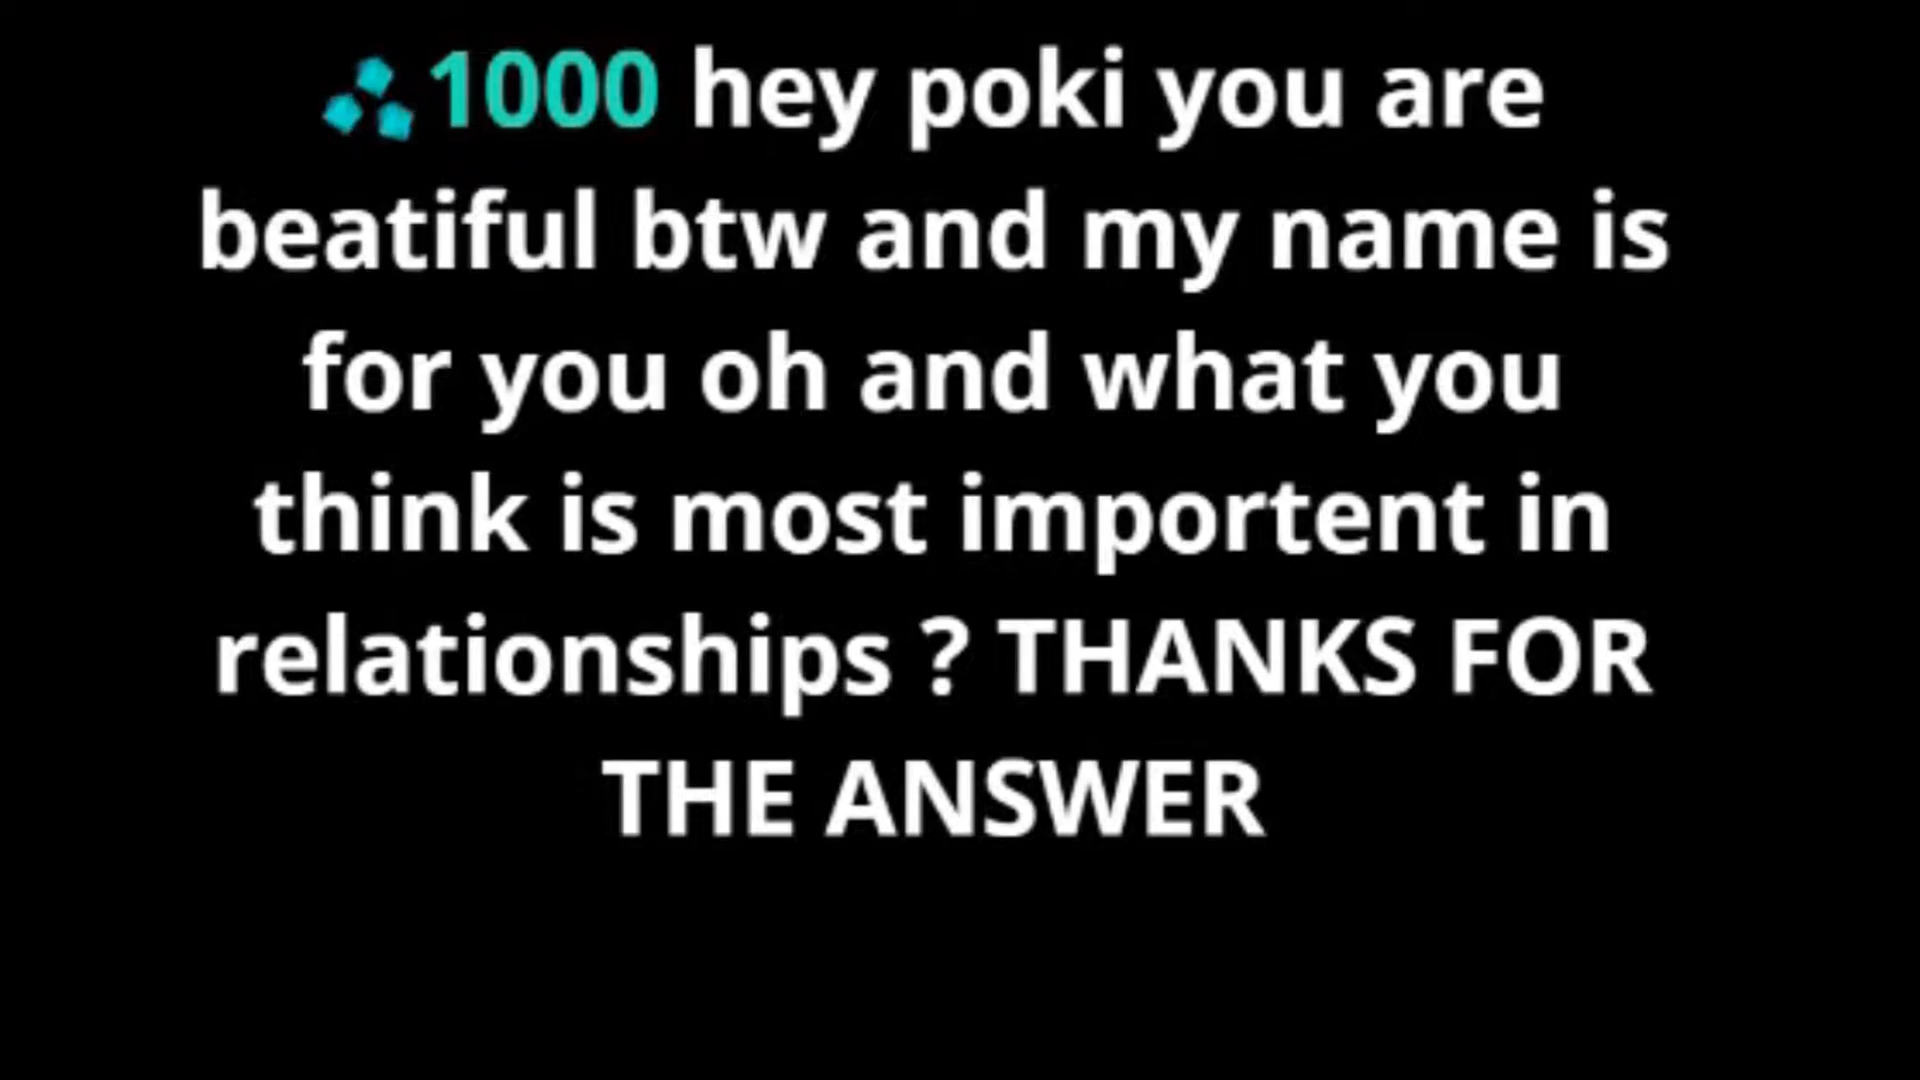 1000 hey poki you are
beatiful btw and my name is
for you oh and what you
think is most importent in
relationships ? THANKS FOR
THE ANSWER